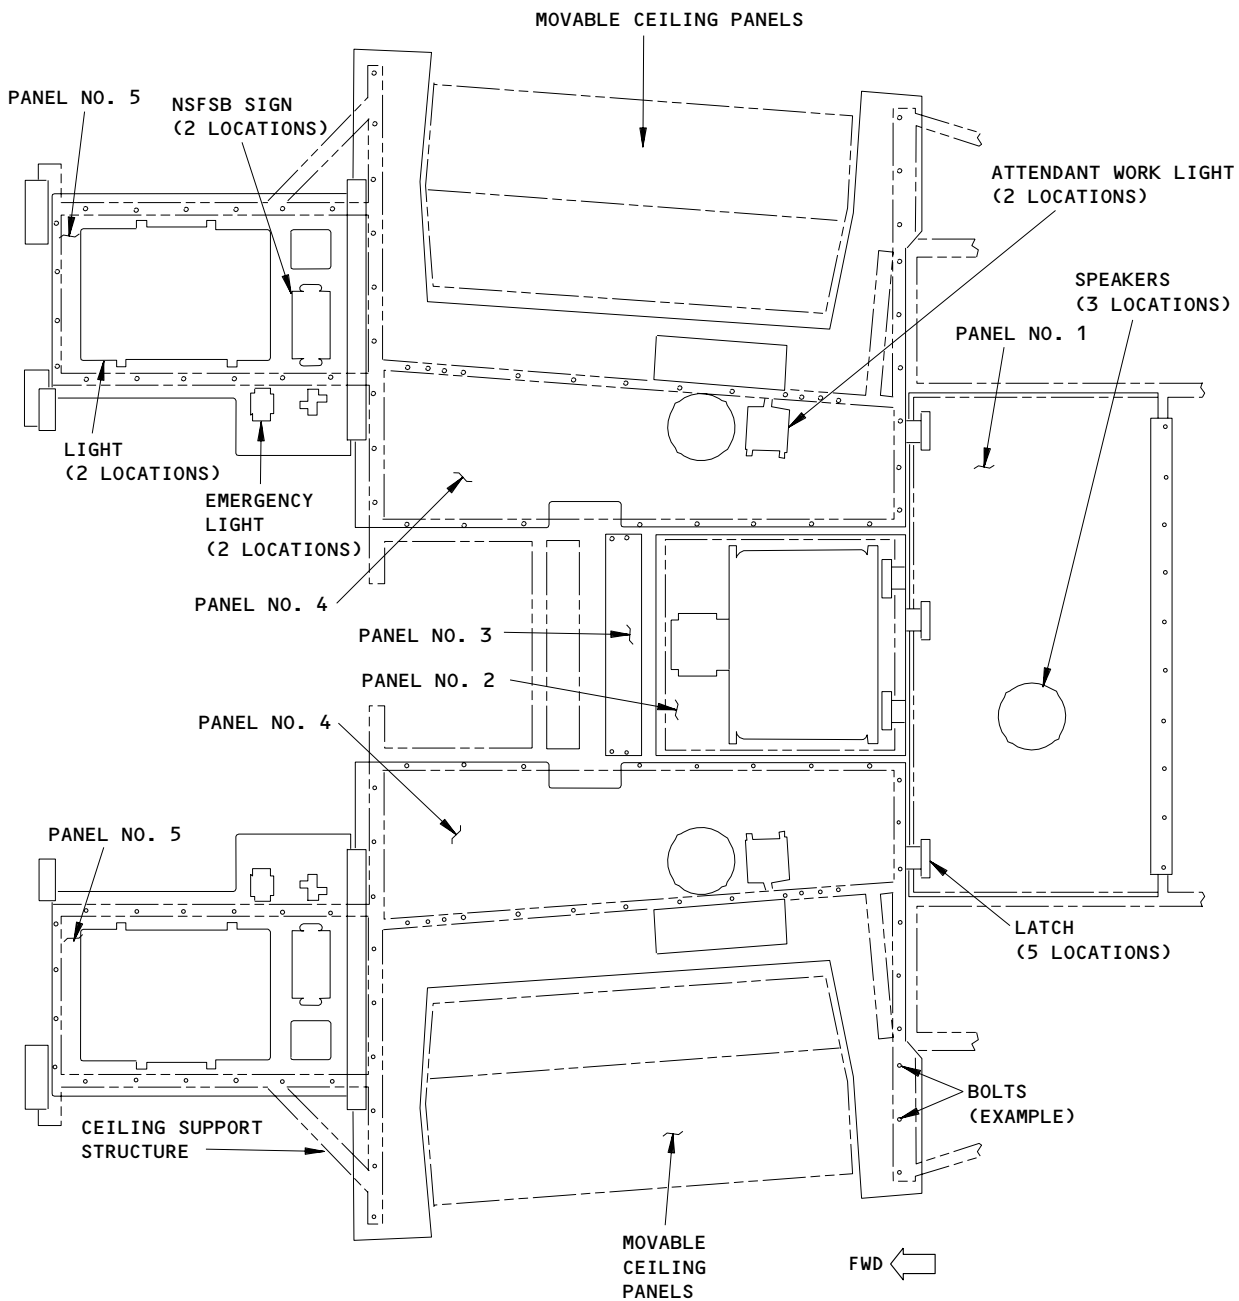 MOVABLE CEILING PANELS
PANEL NO. 5
NSFSB SIGN
(2 LOCATIONS)
ATTENDANT WORK LIGHT
(2 LOCATIONS)
SPEAKERS
(3 LOCATIONS)
PANEL NO. 1
LIGHT
(2 LOCATIONS)
EMERGENCY
LIGHT
(2 LOCATIONS)
PANEL NO. 4
PANEL NO. 3
PANEL NO. 2
PANEL NO. 4
PANEL NO. 5
LATCH
(5 LOCATIONS)
BOLTS
(EXAMPLE)
CEILING SUPPORT
STRUCTURE
MOVABLE
CEILING
PANELS
FWD